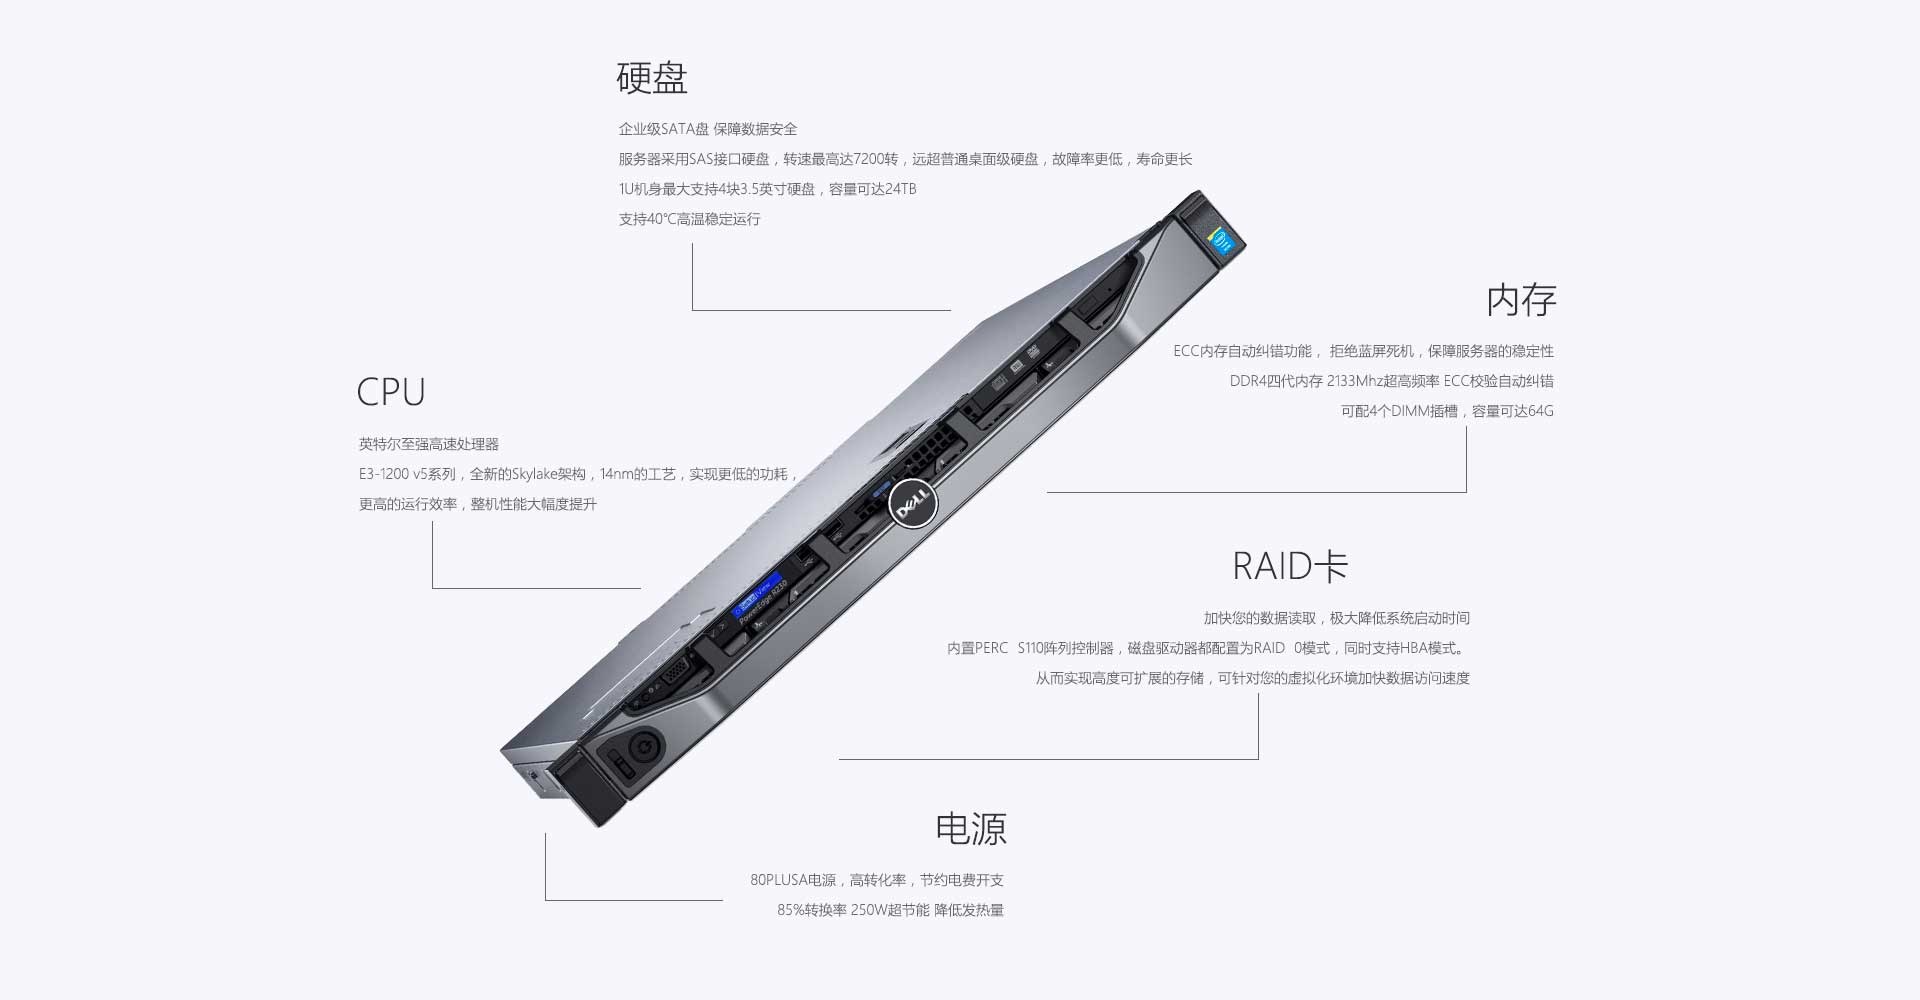 硬盘
企业级SATA盘 保障数据安全
服务器采用SAS接口硬盘，转速最高达7200转，远超普通桌面级硬盘，故障率更低，寿命更长
1U机身最大支持4块3.5英寸硬盘，容量可达24TB
支持40℃高温稳定运行
内存
ECC内存自动纠错功能， 拒绝蓝屏死机，保障服务器的稳定性
DDR4四代内存 2133Mhz超高频率 ECC校验自动纠错
可配4个DIMM插槽，容量可达64G
CPU
英特尔至强高速处理器
E3-1200 v5系列，全新的Skylake架构，14nm的工艺，实现更低的功耗，
更高的运行效率，整机性能大幅度提升
DELL
PowerEdge R230
RAID卡
加快您的数据读取，极大降低系统启动时间
内置PERC S110阵列控制器，磁盘驱动器都配置为RAID 0模式，同时支持HBA模式。
从而实现高度可扩展的存储，可针对您的虚拟化环境加快数据访问速度
电源
80PLUSA电源，高转化率，节约电费开支
85%转换率 250W超节能 降低发热量